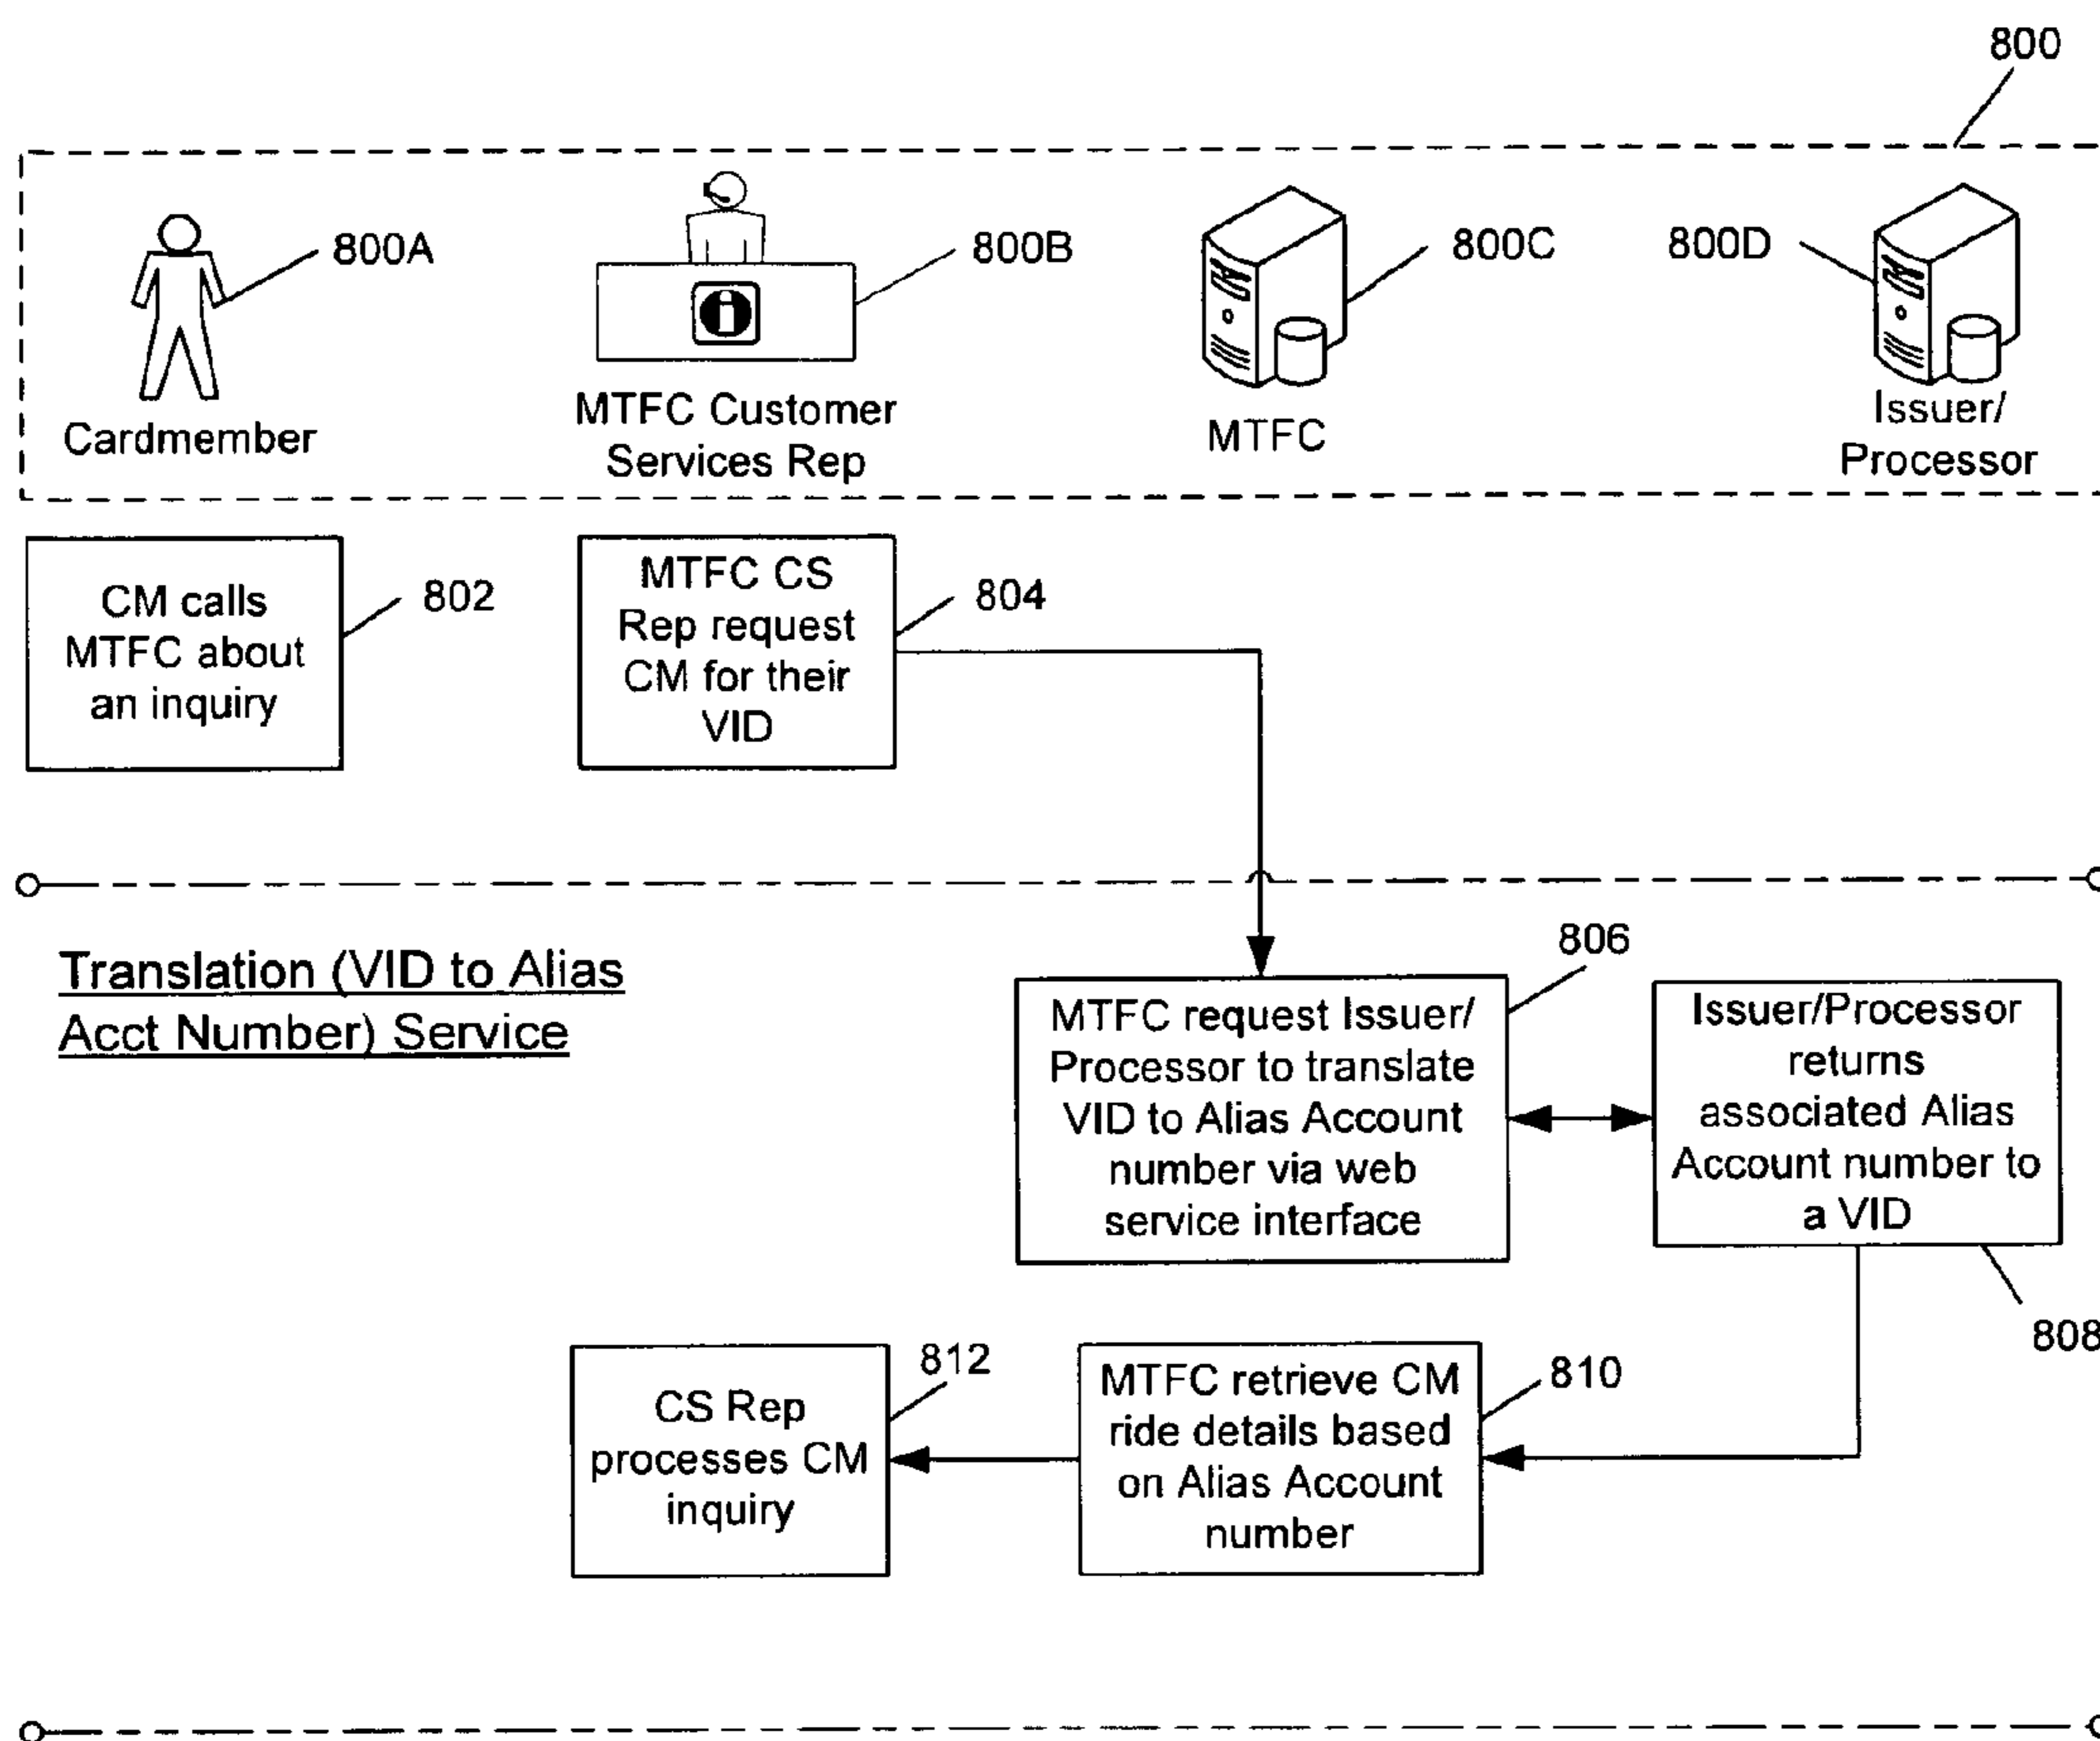 800
800A
800B
800C
800D
Cardmember
MTFC Customer
Services Rep
MTFC
Issuer/
Processor
CM calls
MTFC about
an inquiry
802
MTFC CS
Rep request
CM for their
VID
804
Translation (VID to Alias
Acct Number) Service
806
MTFC request Issuer/
Processor to translate
VID to Alias Account
number via web
service interface
Issuer/Processor
returns
associated Alias
Account number to
a VID
808
CS Rep
processes CM
inquiry
812
MTFC retrieve CM
ride details based
on Alias Account
number
810